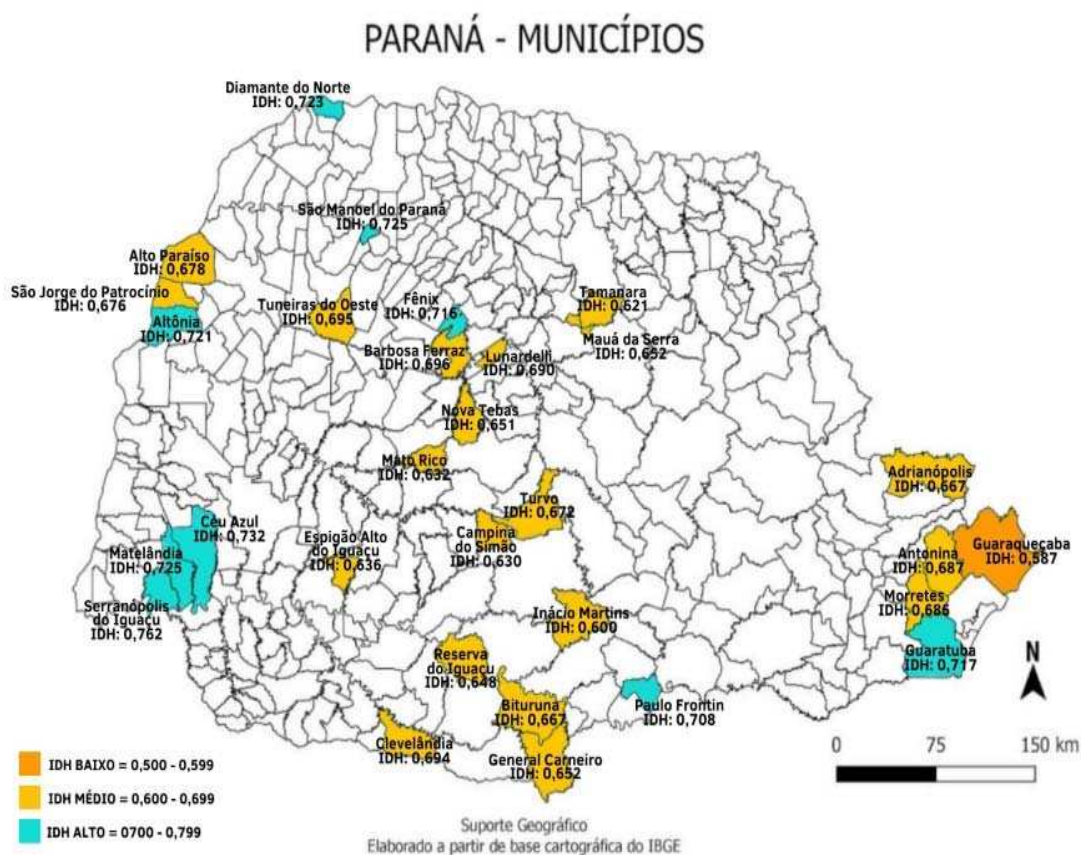 PARANÁ - MUNICÍPIOS
Diamante do Norte
IDH: 0,723
São Manoel do Paraná
IDH: 0,725
Alto Paraíso
IDH: 0,678
São Jorge do Patrocínio
IDH: 0,676
Altônia
IDH: 0,721
Tuneiras do Oeste
IDH: 0,695
Fênix
IDH: 0,716
Tamanara
IDH: 0,621
Mauá da Serra
IDH: 0,652
Barbosa Ferraz
IDH: 0,696
Lunardelli
IDH: 0,690
Nova Tebas
IDH: 0,651
Mato Rico
IDH: 0,632
Adrianópolis
IDH: 0,667
Turvo
IDH: 0,672
Céu Azul
IDH: 0,732
Matelândia
IDH: 0,725
Serranópolis
do Iguaçu
IDH: 0,762
Espigão Alto
do Iguaçu
IDH: 0,636
Campina
do Simão
IDH: 0,630
Guaraqueçaba
IDH: 0,587
Antonina
IDH: 0,687
Morretes
IDH: 0,686
Guaratuba
IDH: 0,717
Inácio Martins
IDH: 0,600
Reserva
do Iguaçu
IDH: 0,648
Bituruna
IDH: 0,667
Paulo Frontin
IDH: 0,708
Clevelândia
IDH: 0,694
General Carneiro
IDH: 0,652
N
0 75 150 km
IDH BAIXO = 0,500 - 0,599
IDH MÉDIO = 0,600 - 0,699
IDH ALTO = 0700 - 0,799
Suporte Geográfico
Elaborado a partir de base cartográfica do IBGE